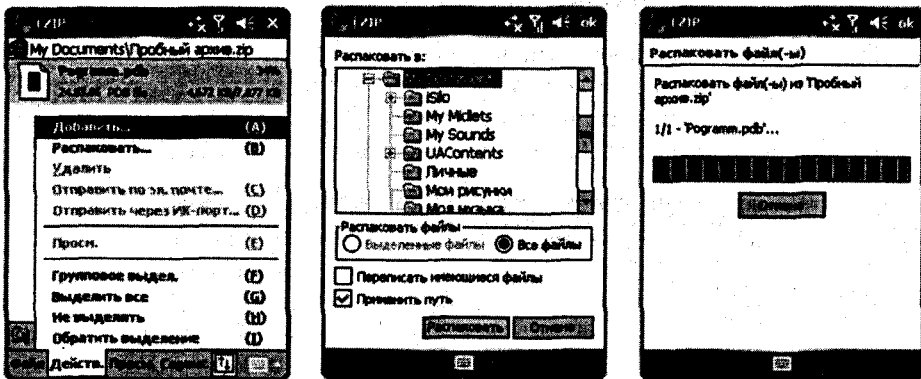 My Documents\Пробный архив.zip
Pogramm.pdb
Добавить... (A)
Распаковать... (B)
Удалить
Отправить по эл. почте... (C)
Отправить через ИК-порт... (D)
Просм. (E)
Групповое выдел. (F)
Выделить все (G)
Не выделять (H)
Обратить выделение (I)
Действ.
ok
Распаковать в:
iSilo
My Midlets
My Sounds
UAContents
Личные
Мои рисунки
Моя музыка
Распаковать файлы
Выделенные файлы Все файлы
Переписать имеющиеся файлы
Применить путь
Распаковать Отмена
ok
Распаковать файл(-ы)
Распаковать файл(-ы) из 'Пробный
архив.zip'
1/1 - 'Pogramm.pdb'...